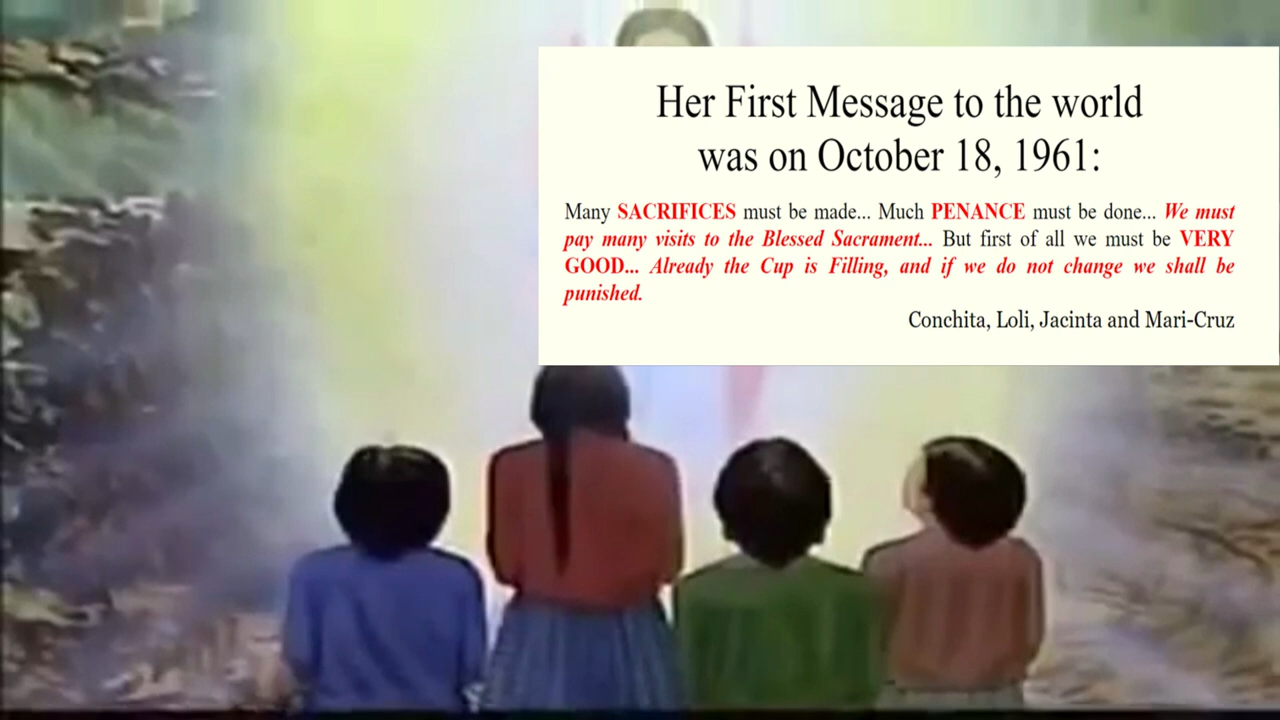 Her First Message to the world
was on October 18, 1961:
Many SACRIFICES must be made... Much PENANCE must be done... We must
pay many visits to the Blessed Sacrament... But first of all we must be VERY
GOOD... Already the Cup is Filling, and if we do not change we shall be
punished.
Conchita, Loli, Jacinta and Mari-Cruz